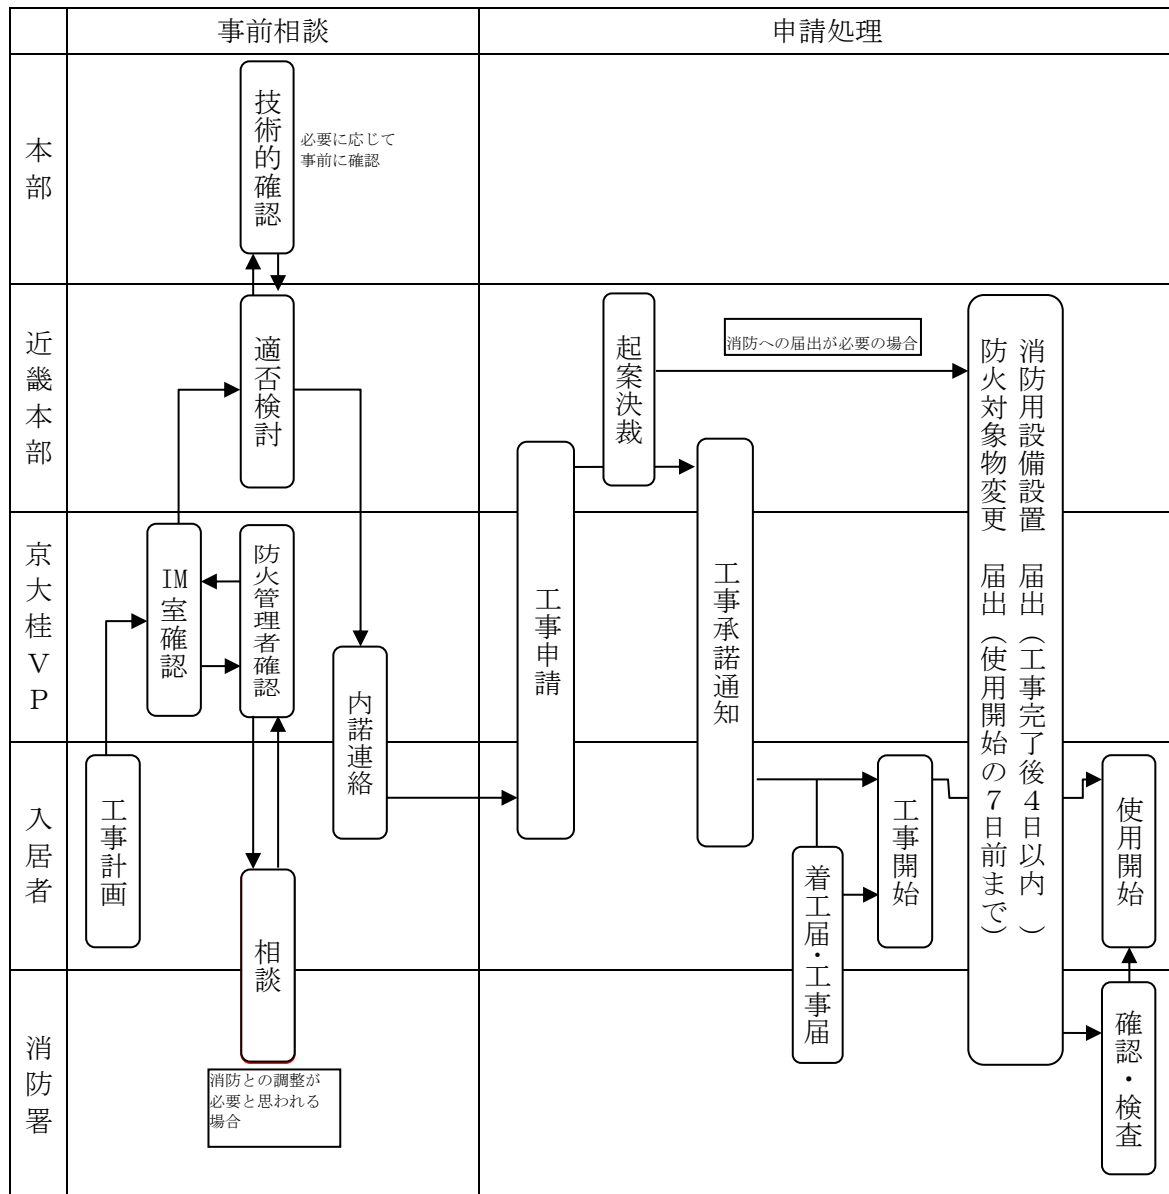 事前相談
申請処理
本部
技術的確認
必要に応じて
事前に確認
近畿本部
適否検討
起案決裁
消防への届出が必要の場合
消防用設備設置　届出（工事完了後４日以内　）
防火対象物変更　届出（使用開始の７日前まで）
京大桂ＶＰ
IM室確認
防火管理者確認
内諾連絡
工事申請
工事承諾通知
入居者
工事計画
相談
着工届・工事届
工事開始
使用開始
消防署
消防との調整が
必要と思われる
場合
確認・検査